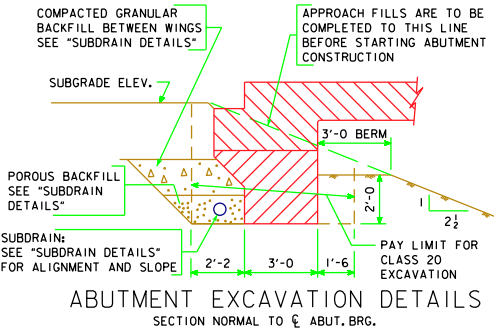 COMPACTED GRANULAR
BACKFILL BETWEEN WINGS
SEE "SUBDRAIN DETAILS"
APPROACH FILLS ARE TO BE
COMPLETED TO THIS LINE
BEFORE STARTING ABUTMENT
CONSTRUCTION
SUBGRADE ELEV.
3'-0 BERM
POROUS BACKFILL
SEE "SUBDRAIN
DETAILS"
2'-0
1
2½
SUBDRAIN:
SEE "SUBDRAIN DETAILS"
FOR ALIGNMENT AND SLOPE
2'-2
3'-0
1'-6
PAY LIMIT FOR
CLASS 20
EXCAVATION
ABUTMENT EXCAVATION DETAILS
SECTION NORMAL TO ℄ ABUT.BRG.